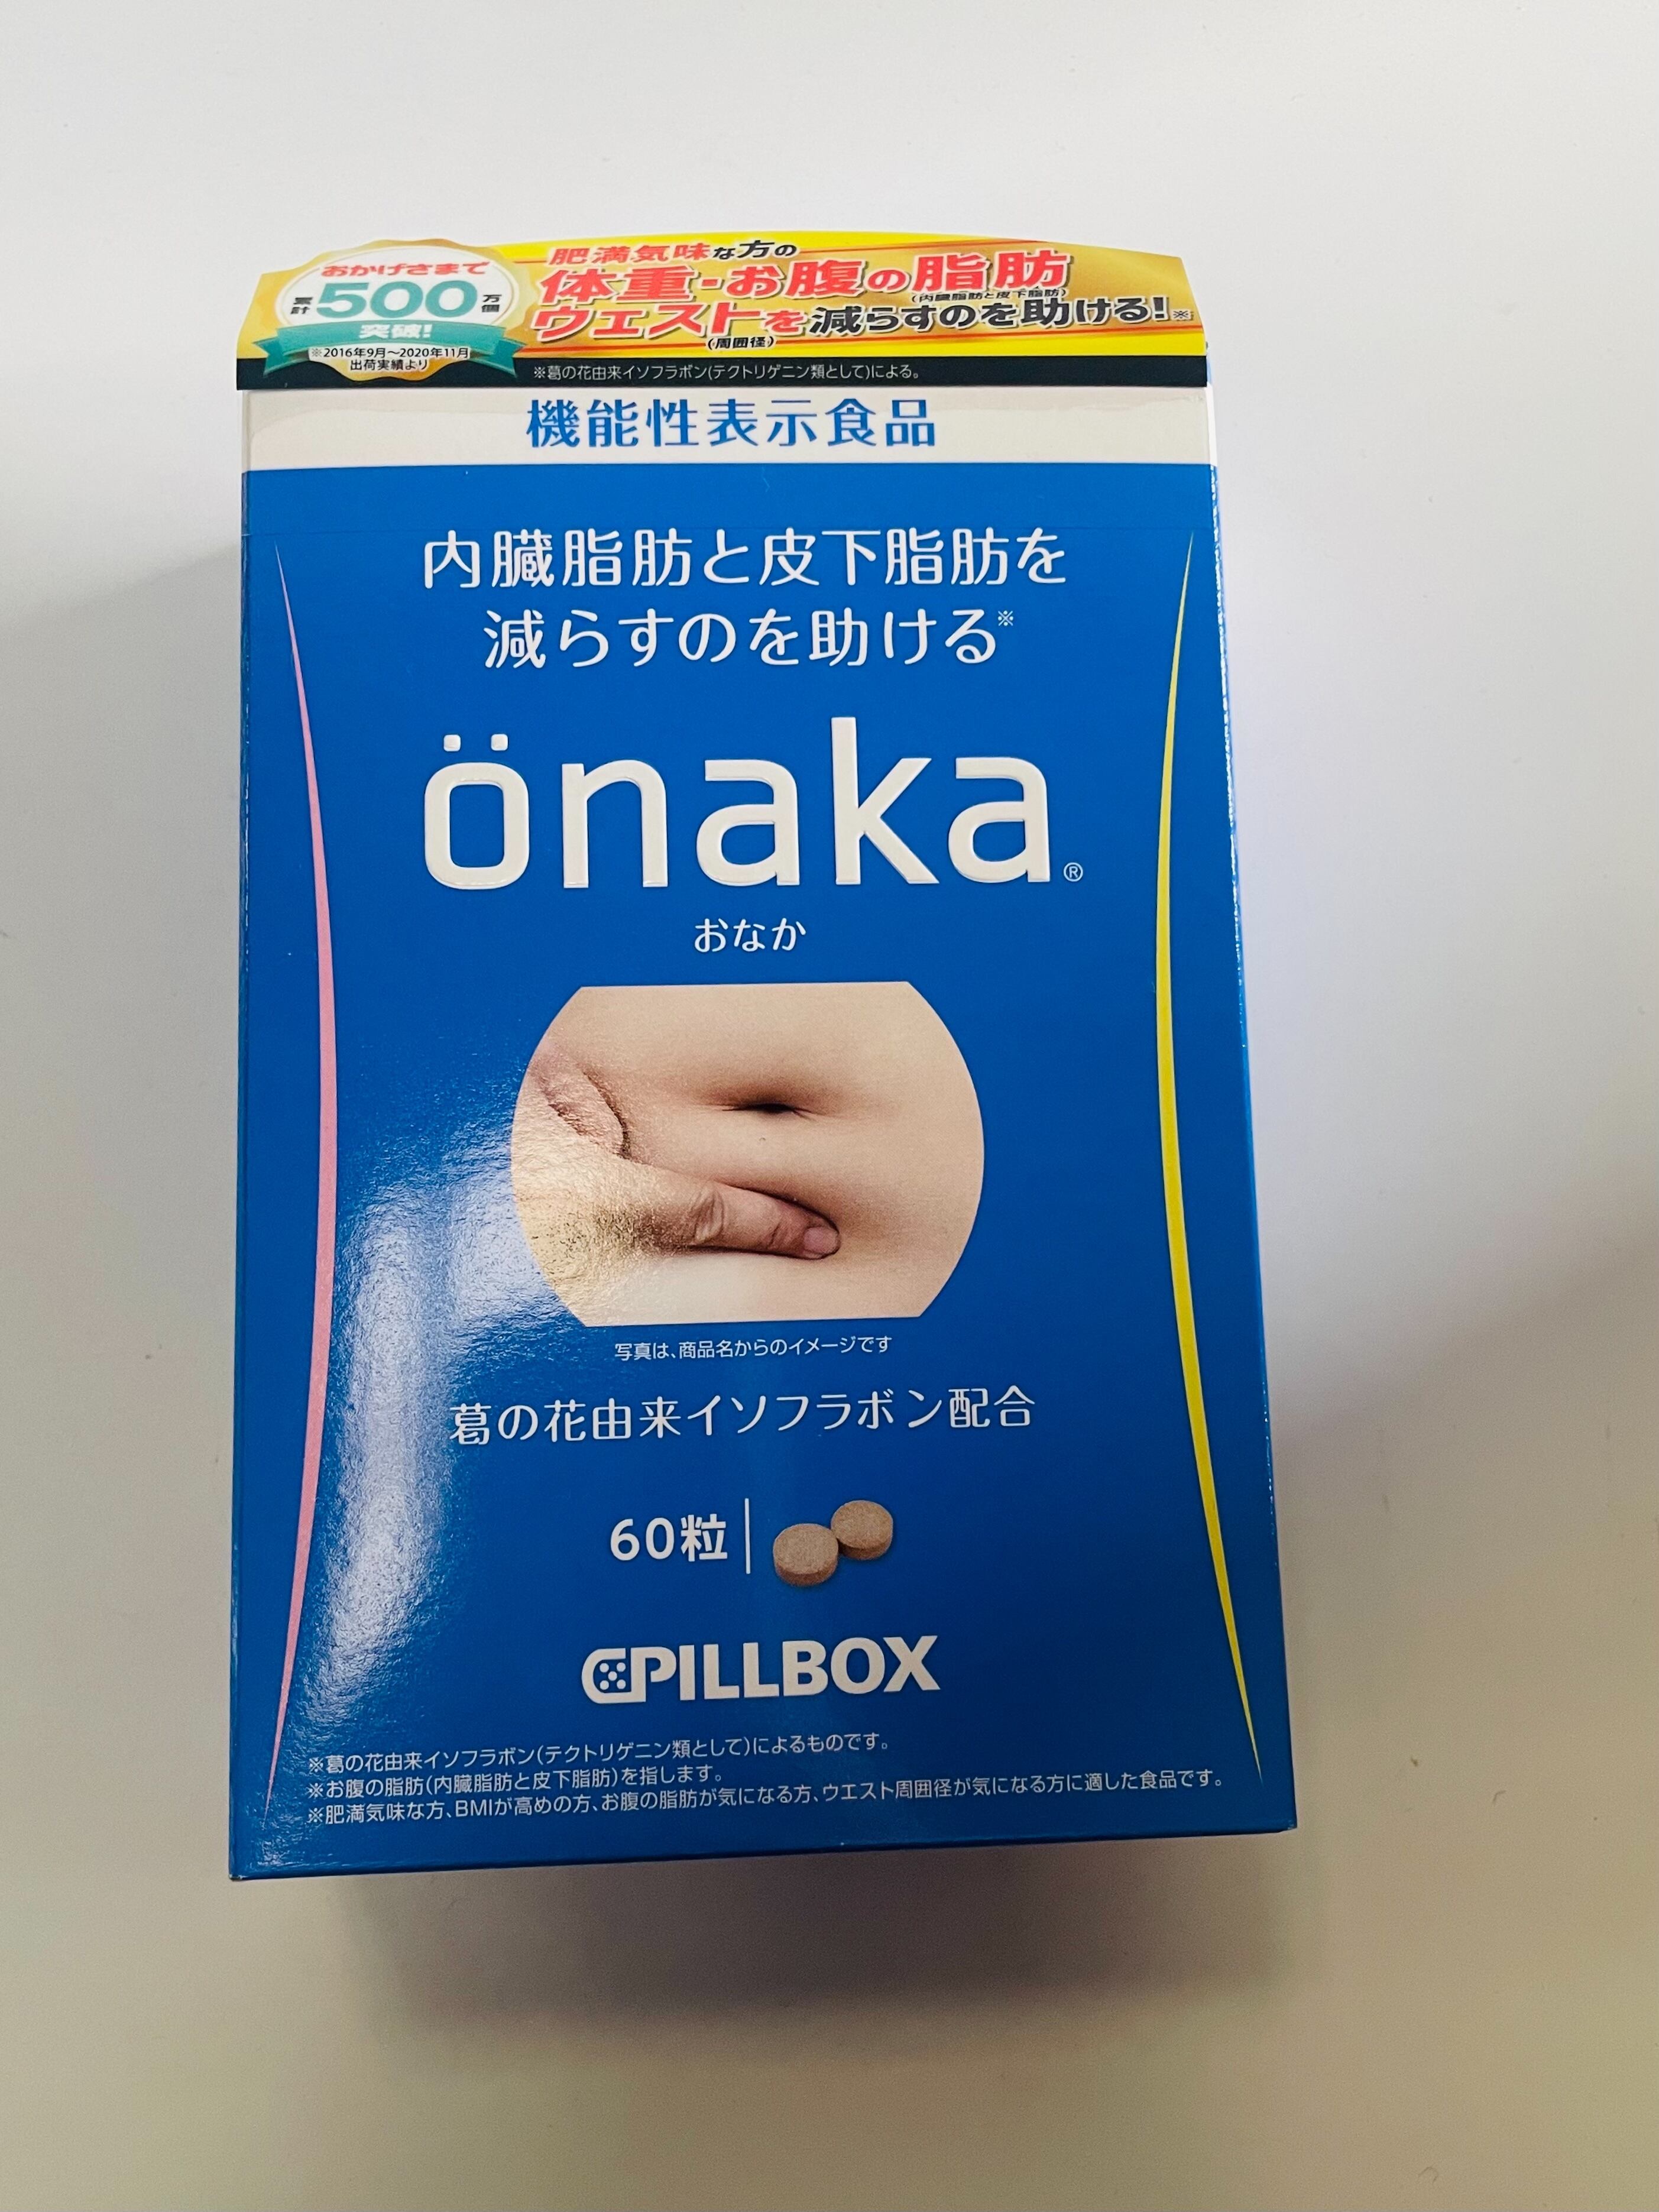 おかげさまで
累計500万個
突破!
※2016年9月~2020年11月
出荷実績より
肥満気味な方の
体重・お腹の脂肪
(内臓脂肪と皮下脂肪)
ウエストを減らすのを助ける!※
(周囲径)
※葛の花由来イソフラボン(テクトリゲニン類として)による。
機能性表示食品
内臓脂肪と皮下脂肪を
減らすのを助ける※
önaka®
おなか
写真は、商品名からのイメージです
葛の花由来イソフラボン配合
60粒
PILLBOX
※葛の花由来イソフラボン(テクトリゲニン類として)によるものです。
※お腹の脂肪(内臓脂肪と皮下脂肪)を指します。
※肥満気味な方、BMIが高めの方、お腹の脂肪が気になる方、ウエスト周囲径が気になる方に適した食品です。